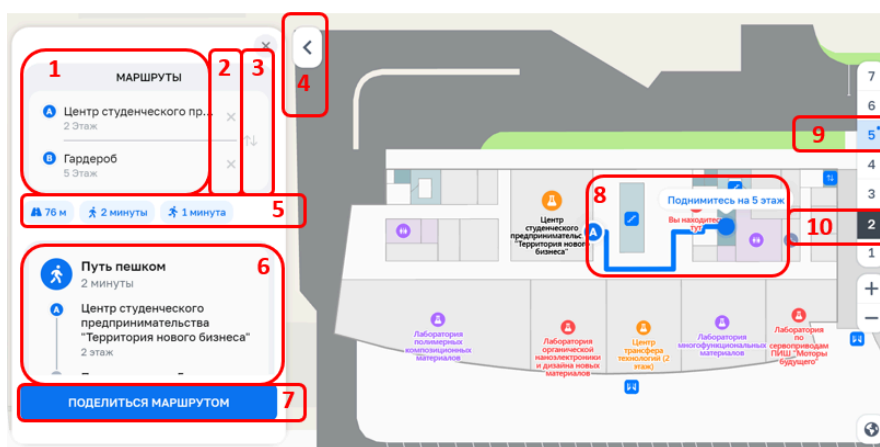 1
МАРШРУТЫ
2
3
A
Центр студенческого пр...
2 Этаж
B
Гардероб
5 Этаж
4
76 м
2 минуты
1 минута
5
Путь пешком
2 минуты
6
A
Центр студенческого
предпринимательства
"Территория нового бизнеса"
2 этаж
ПОДЕЛИТЬСЯ МАРШРУТОМ
7
8
Поднимитесь на 5 этаж
Вы находитесь
тут
A
Центр
студенческого
предпринимательс
"Территория нового
бизнеса"
Лаборатория
полимерных
композиционных
материалов
Лаборатория
органической
наноэлектроники
и дизайна новых
материалов
Центр
трансфера
технологий (2
этаж)
Лаборатория
многофункциональных
материалов
Лаборатория
по
сервоприводам
ПИШ "Моторы
будущего"
7
6
9
5
4
3
10
2
1
+
−